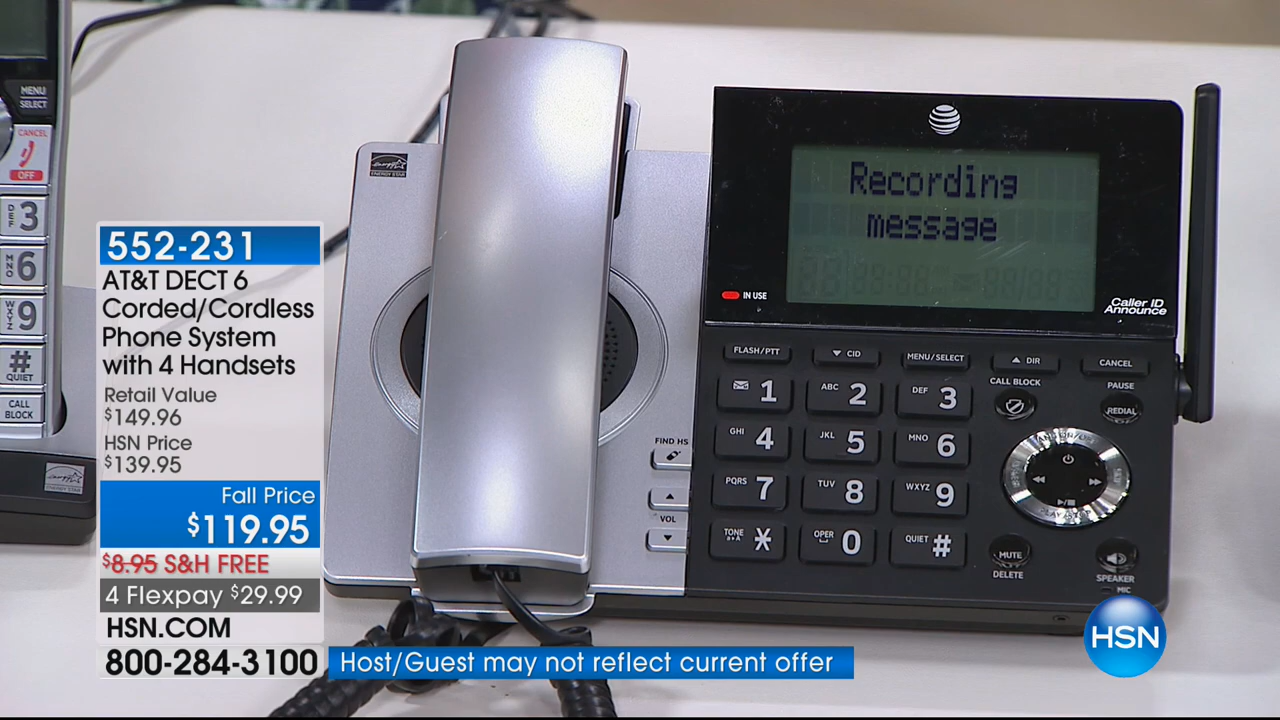 552-231
AT&T DECT 6
Corded/Cordless
Phone System
with 4 Handsets
Retail Value
$149.96
HSN Price
$139.95
Fall Price
$119.95
$8.95 S&H FREE
4 Flexpay $29.99
HSN.COM
800-284-3100
Host/Guest may not reflect current offer
HSN
MENU
SELECT
CANCEL
OFF
DEF 3
MNO 6
WXYZ 9
#
QUIET
CALL
BLOCK
ENERGY STAR
ENERGY STAR
Recording
message
IN USE
Caller ID
Announce
FLASH/PTT
CID
MENU/SELECT
DIR
CANCEL
CALL BLOCK
PAUSE
REDIAL
1
ABC 2
DEF 3
GHI 4
JKL 5
MNO 6
PQRS 7
TUV 8
WXYZ 9
TONE *
OPER 0
QUIET #
FIND HS
VOL
MUTE
DELETE
SPEAKER
MIC